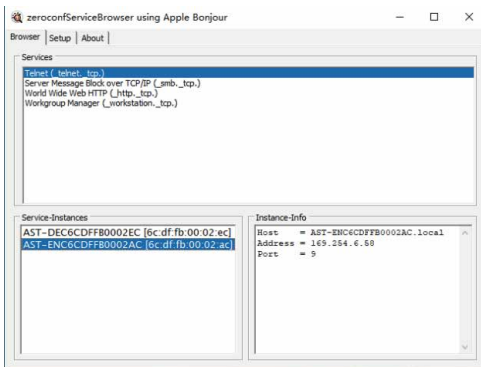 zeroconfServiceBrowser using Apple Bonjour
Browser Setup About
Services
Telnet (_telnet._tcp.)
Server Message Block over TCP/IP (_smb._tcp.)
World Wide Web HTTP (_http._tcp.)
Workgroup Manager (_workstation._tcp.)
Service-Instances
AST-DEC6CDFFB0002EC [6c:df:fb:00:02:ec]
AST-ENC6CDFFB0002AC [6c:df:fb:00:02:ac]
Instance-Info
Host = AST-ENC6CDFFB0002AC.local
Address = 169.254.6.58
Port = 9